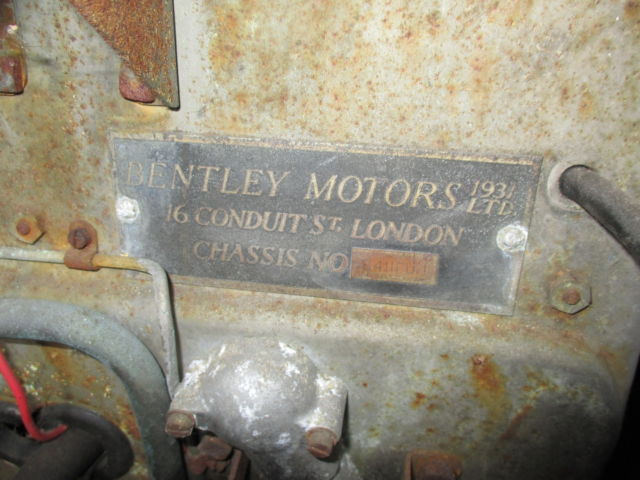 BENTLEY MOTORS 1931 LTD.
16 CONDUIT ST. LONDON
CHASSIS NO